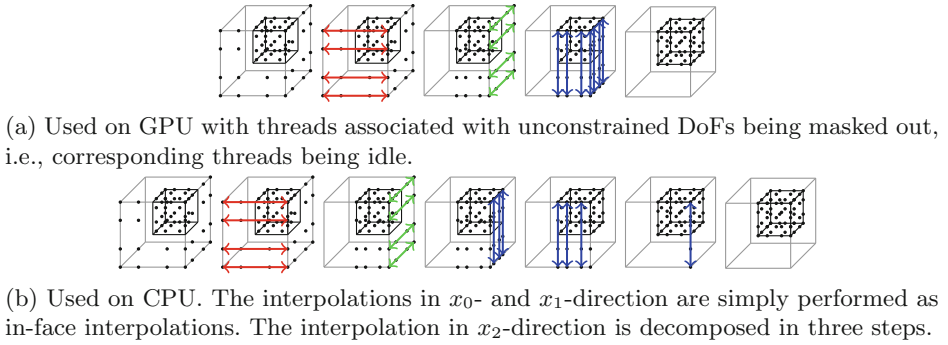 (a) Used on GPU with threads associated with unconstrained DoFs being masked out,
i.e., corresponding threads being idle.
(b) Used on CPU. The interpolations in x₀- and x₁-direction are simply performed as
in-face interpolations. The interpolation in x₂-direction is decomposed in three steps.